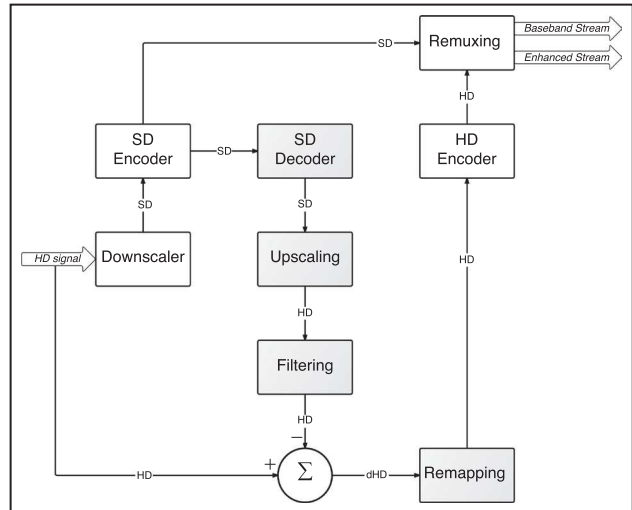 Baseband Stream
SD
Remuxing
Enhanced Stream
HD
SD
Encoder
SD
SD
Decoder
HD
Encoder
SD
SD
HD signal
Downscaler
Upscaling
HD
HD
Filtering
HD
−
+
HD
Σ
dHD
Remapping